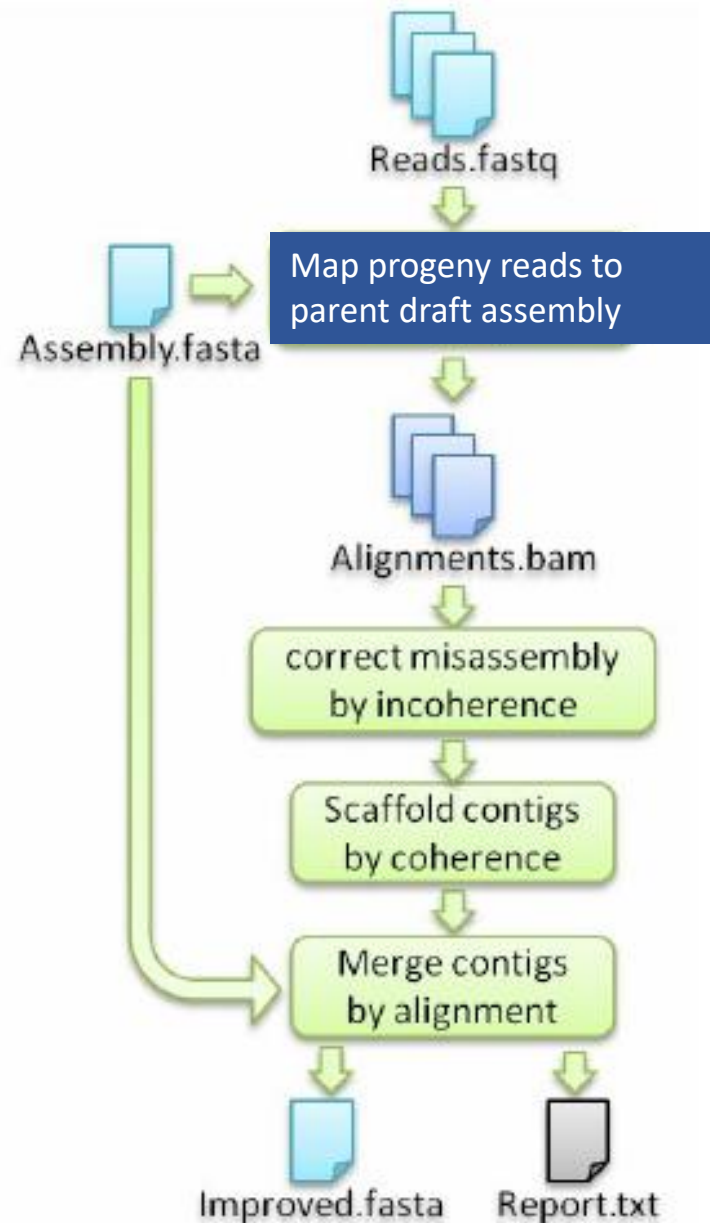 Reads.fastq
Map progeny reads to
parent draft assembly
Assembly.fasta
Alignments.bam
correct misassembly
by incoherence
Scaffold contigs
by coherence
Merge contigs
by alignment
Improved.fasta
Report.txt